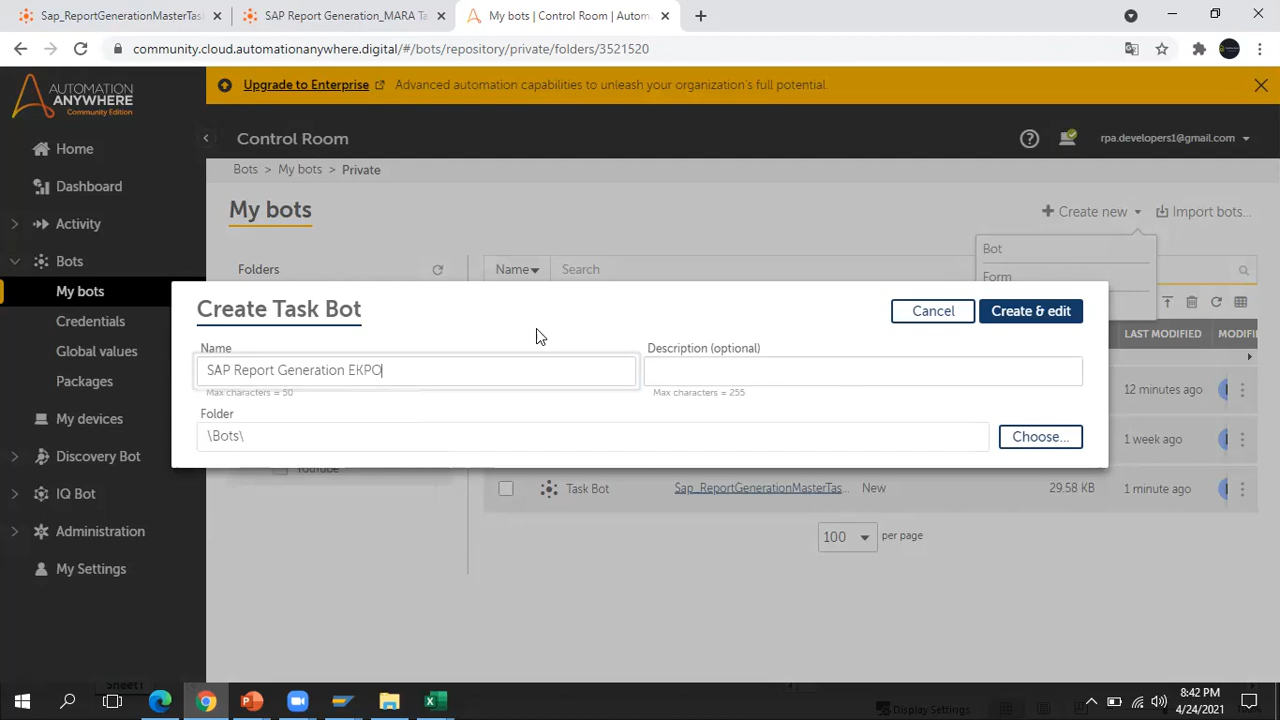 Sap_ReportGenerationMasterTask
SAP Report Generation_MARA Ta
My bots | Control Room | Autom
community.cloud.automationanywhere.digital/#/bots/repository/private/folders/3521520
AUTOMATION
ANYWHERE
Community Edition
Upgrade to Enterprise
Advanced automation capabilities to unleash your organization's full potential.
Home
Dashboard
Activity
Bots
My bots
Credentials
Global values
Packages
My devices
Discovery Bot
IQ Bot
Administration
My Settings
Control Room
rpa.developers1@gmail.com
Bots > My bots > Private
My bots
Create new
Import bots...
Bot
Form
Folders
Name
Search
LAST MODIFIED
MODIFI
Create Task Bot
Cancel
Create & edit
Name
Description (optional)
SAP Report Generation EKPO
Max characters = 50
Max characters = 255
Folder
\Bots\
Choose...
12 minutes ago
1 week ago
YouTube
Task Bot
Sap_ReportGenerationMasterTas...
New
29.58 KB
1 minute ago
100
per page
Sheet1
Display Settings
8:42 PM
4/24/2021